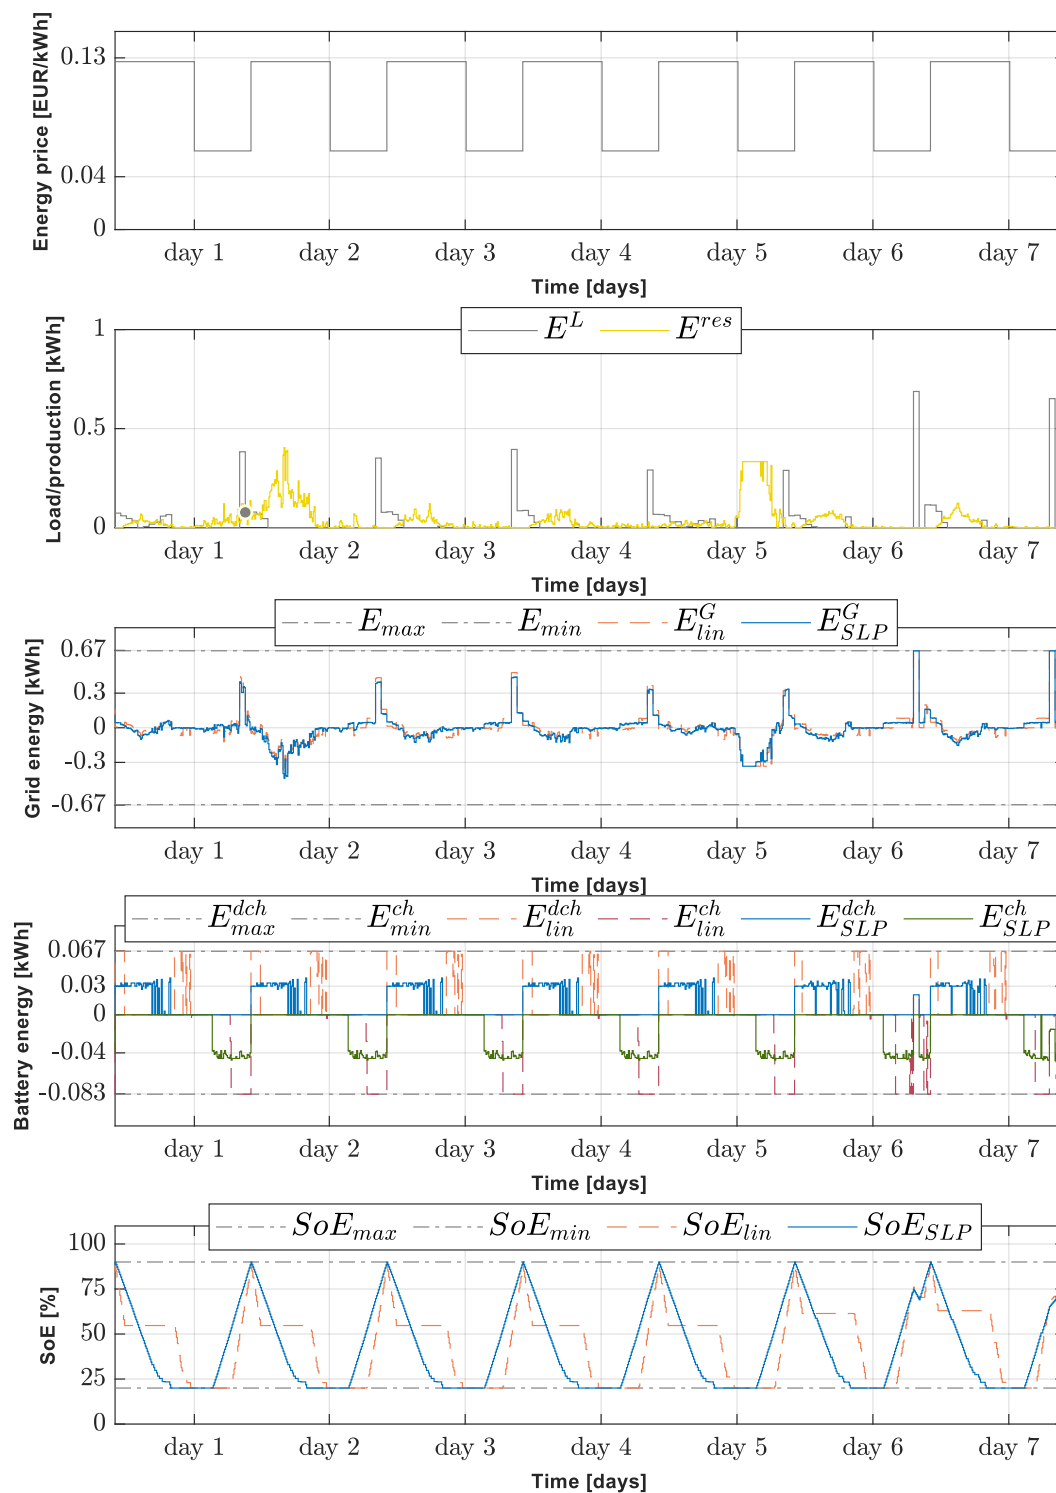 Energy price [EUR/kWh]
0.13
0.04
0
day 1 day 2 day 3 day 4 day 5 day 6 day 7
Time [days]
E^L E^res
Load/production [kWh]
1
0.5
0
day 1 day 2 day 3 day 4 day 5 day 6 day 7
Time [days]
E_max E_min E^G_lin E^G_SLP
Grid energy [kWh]
0.67
0.3
0
-0.3
-0.67
day 1 day 2 day 3 day 4 day 5 day 6 day 7
Time [days]
E^dch_max E^ch_min E^dch_lin E^ch_lin E^dch_SLP E^ch_SLP
Battery energy [kWh]
0.067
0.03
0
-0.04
-0.083
day 1 day 2 day 3 day 4 day 5 day 6 day 7
Time [days]
SoE_max SoE_min SoE_lin SoE_SLP
SoE [%]
100
75
50
25
0
day 1 day 2 day 3 day 4 day 5 day 6 day 7
Time [days]